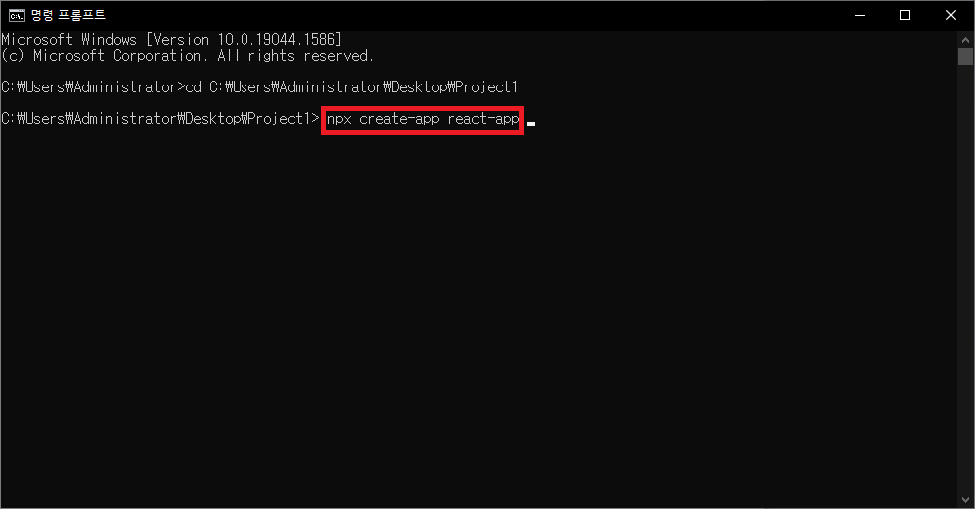 명령 프롬프트
Microsoft Windows [Version 10.0.19044.1586]
(c) Microsoft Corporation. All rights reserved.
C:₩Users₩Administrator>cd C:₩Users₩Administrator₩Desktop₩Project1
C:₩Users₩Administrator₩Desktop₩Project1> npx create-app react-app